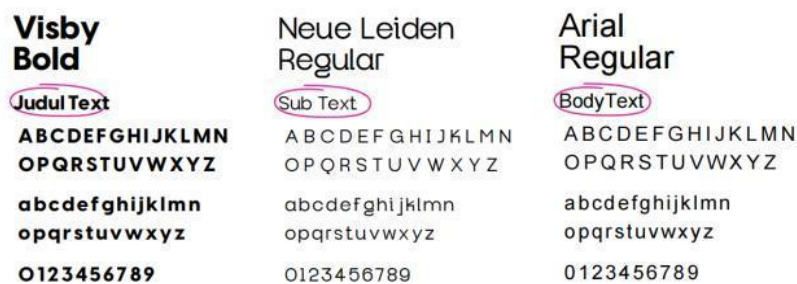 Visby
Bold
Judul Text
ABCDEFGHIJKLMN
OPQRSTUVWXYZ
abcdefghijklmn
opqrstuvwxyz
0123456789
Neue Leiden
Regular
Sub Text
ABCDEFGHIJKLMN
OPQRSTUVWXYZ
abcdefghijklmn
opqrstuvwxyz
0123456789
Arial
Regular
BodyText
ABCDEFGHIJKLMN
OPQRSTUVWXYZ
abcdefghijklmn
opqrstuvwxyz
0123456789